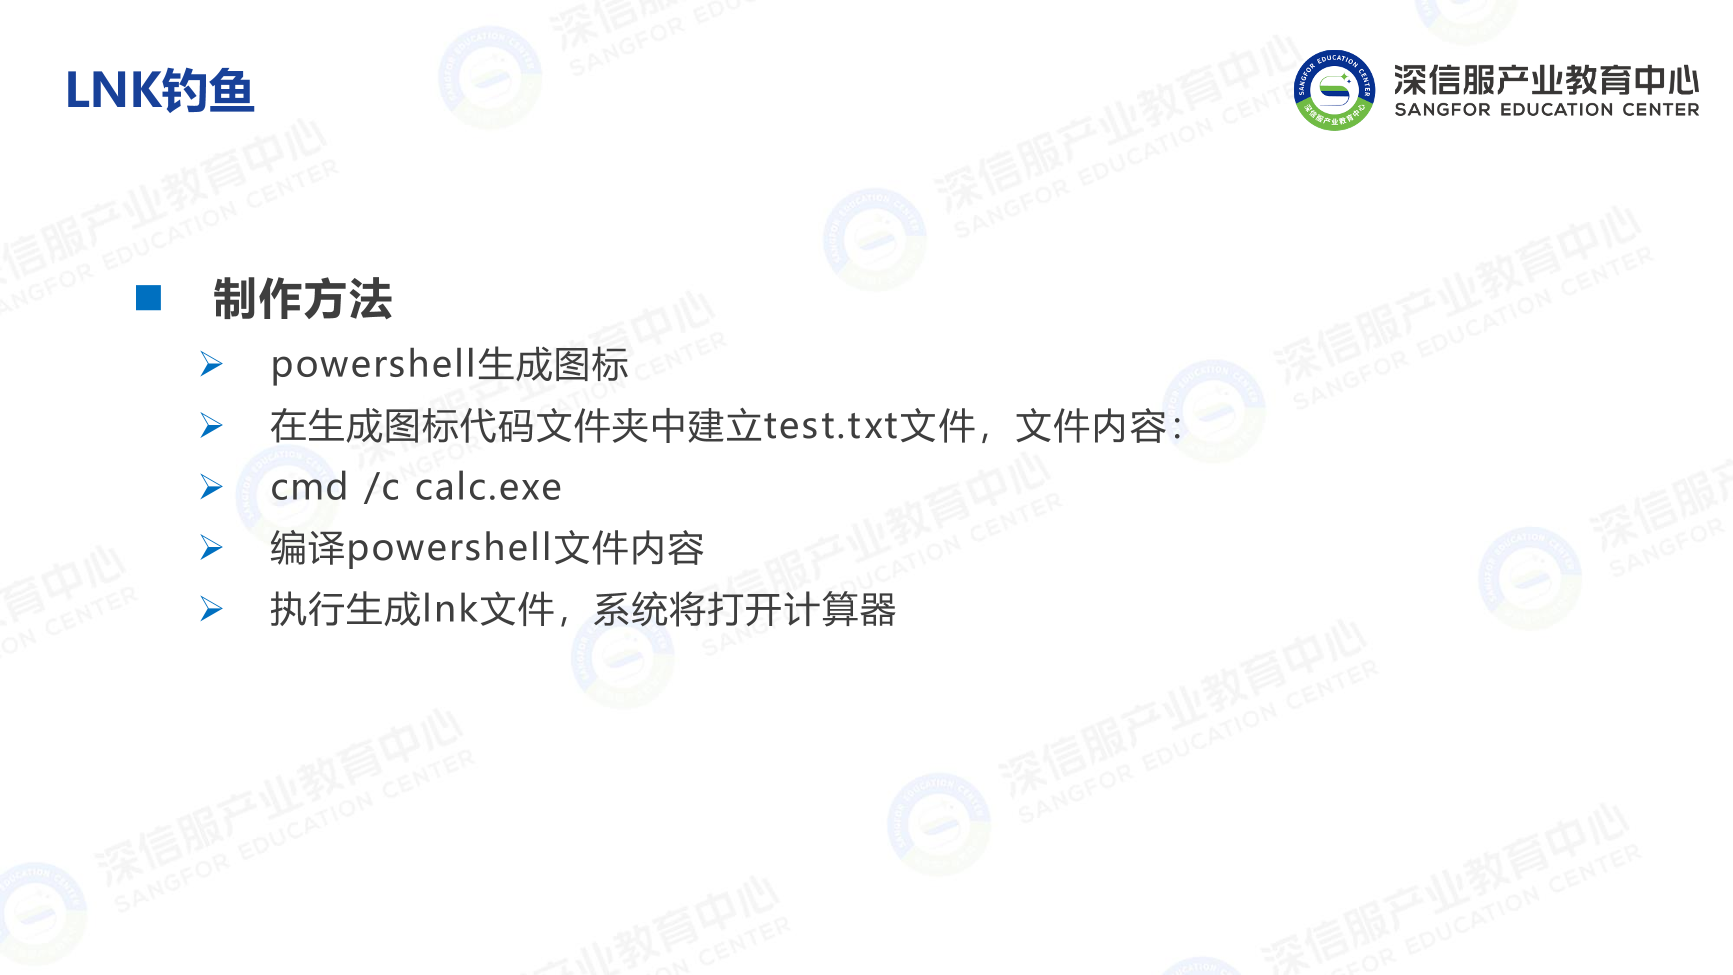 LNK钓鱼
深信服产业教育中心
SANGFOR EDUCATION CENTER
制作方法
powershell生成图标
在生成图标代码文件夹中建立test.txt文件，文件内容：
cmd /c calc.exe
编译powershell文件内容
执行生成lnk文件，系统将打开计算器